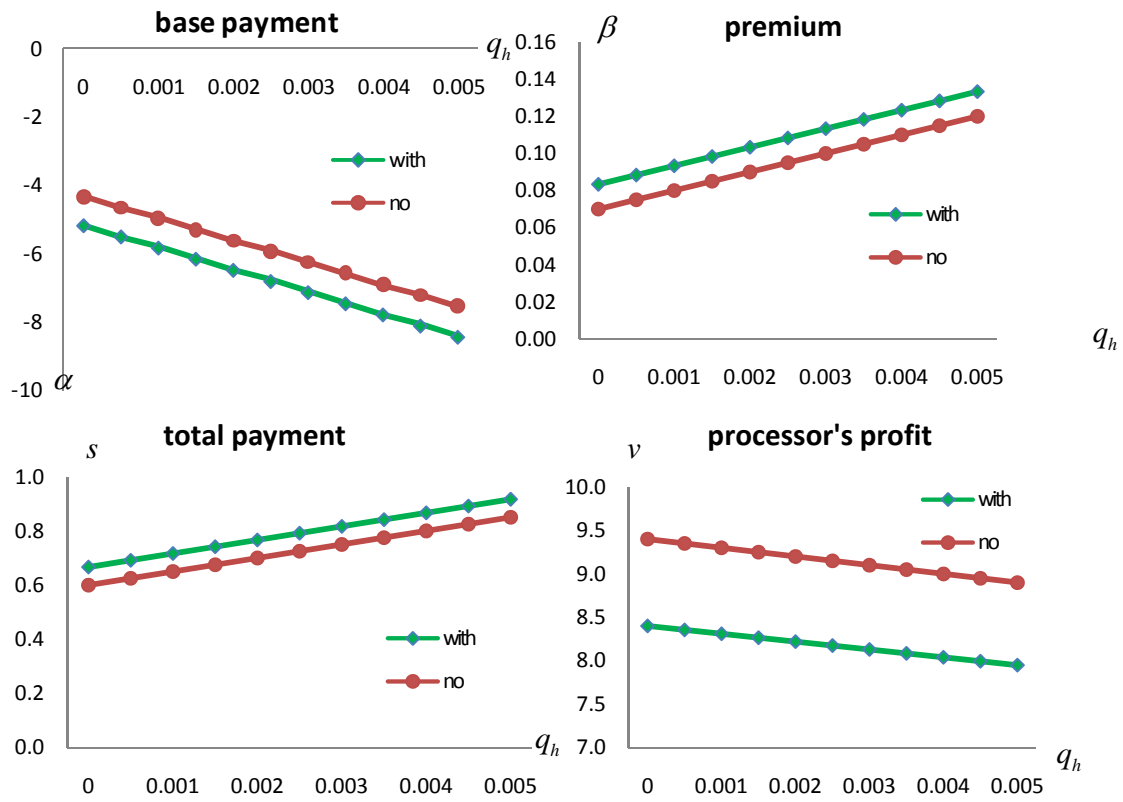 base payment
0
q_h
0 0.001 0.002 0.003 0.004 0.005
-2
with
-4
no
-6
-8
-10
α
β
premium
0.16
0.14
0.12
0.10
0.08
with
0.06
no
0.04
0.02
0.00
q_h
0 0.001 0.002 0.003 0.004 0.005
total payment
s
1.0
0.8
0.6
0.4
with
0.2
no
0.0
q_h
0 0.001 0.002 0.003 0.004 0.005
processor's profit
v
10.0
with
9.5
no
9.0
8.5
8.0
7.5
7.0
q_h
0 0.001 0.002 0.003 0.004 0.005